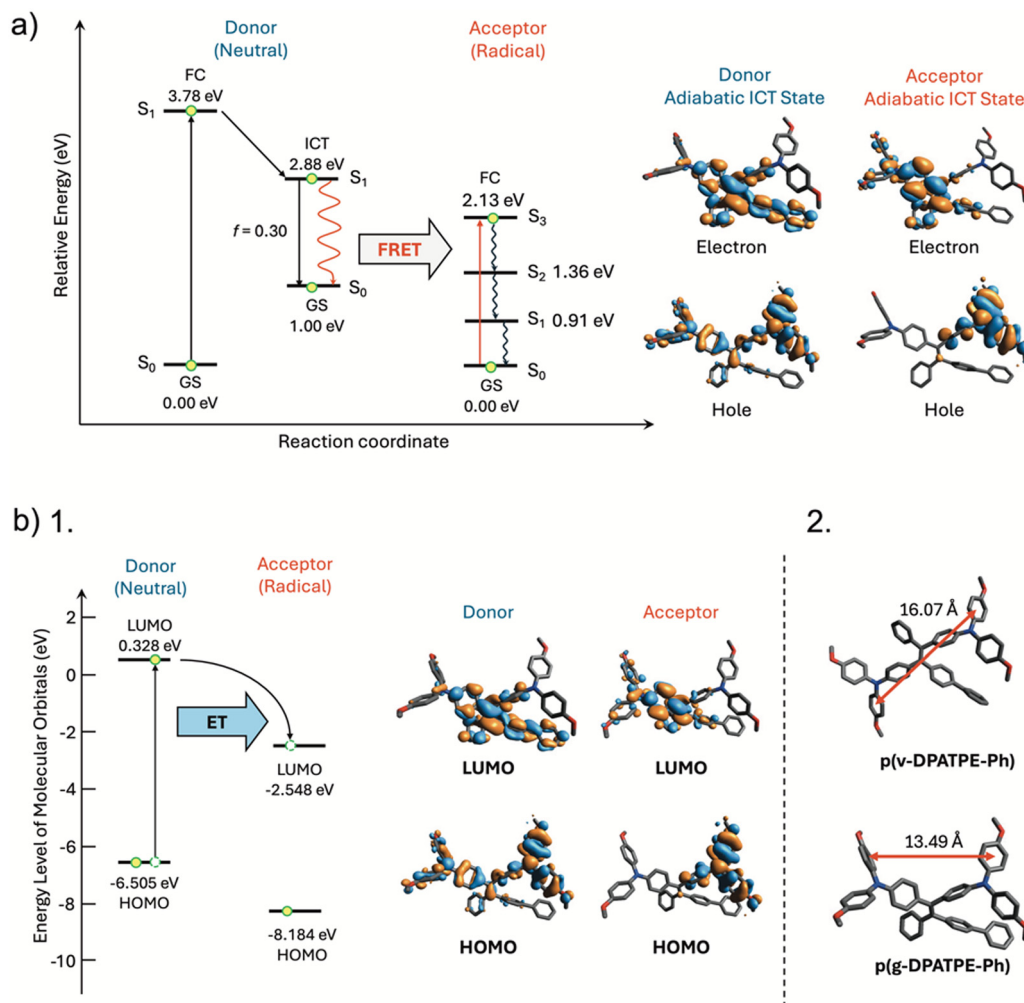 a)
Relative Energy (eV)
Reaction coordinate
Donor
(Neutral)
Acceptor
(Radical)
FC
3.78 eV
S1
S0
GS
0.00 eV
ICT
2.88 eV
S1
f = 0.30
S0
GS
1.00 eV
FRET
FC
2.13 eV
S3
S2 1.36 eV
S1 0.91 eV
S0
GS
0.00 eV
Donor
Adiabatic ICT State
Acceptor
Adiabatic ICT State
Electron
Electron
Hole
Hole
b) 1.
Energy Level of Molecular Orbitals (eV)
2
0
-2
-4
-6
-8
-10
Donor
(Neutral)
Acceptor
(Radical)
LUMO
0.328 eV
ET
LUMO
-2.548 eV
-6.505 eV
HOMO
-8.184 eV
HOMO
Donor
Acceptor
LUMO
LUMO
HOMO
HOMO
2.
16.07 Å
p(v-DPATPE-Ph)
13.49 Å
p(g-DPATPE-Ph)